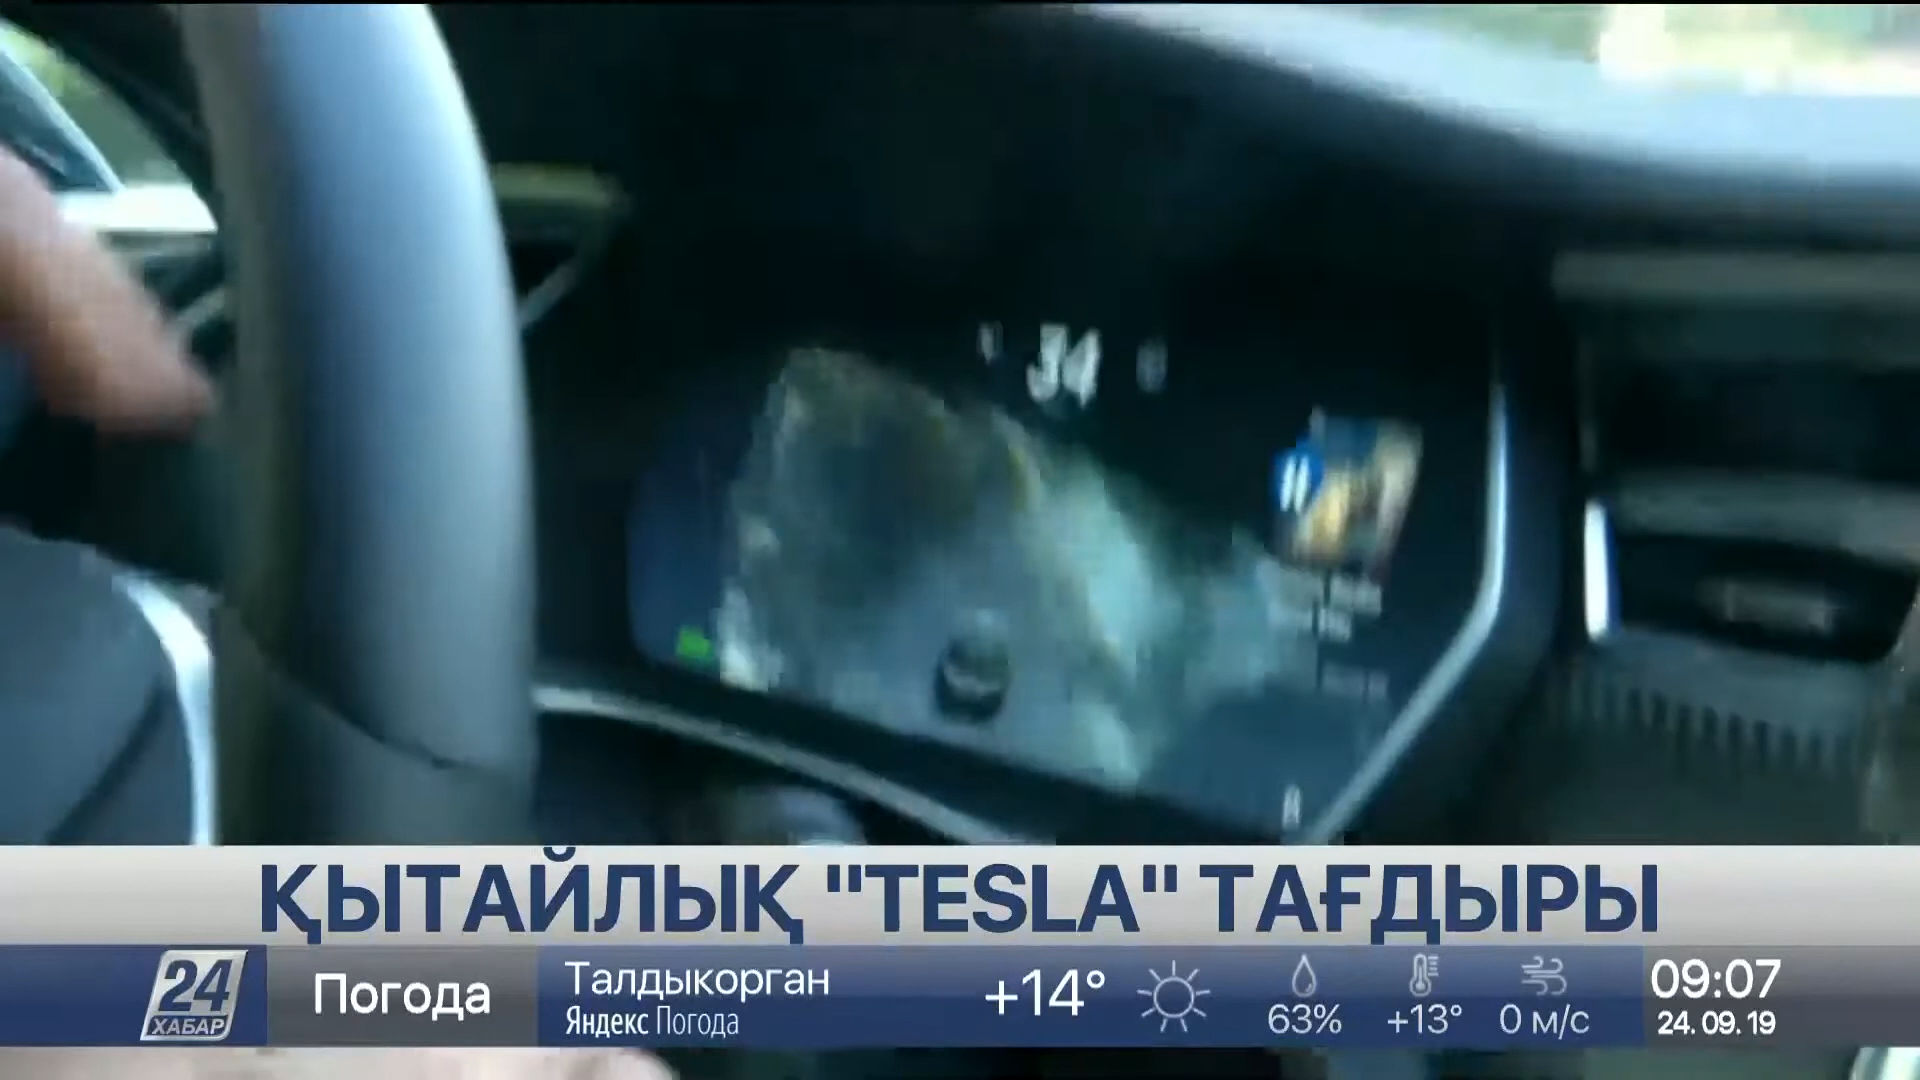 34
ҚЫТАЙЛЫҚ "TESLA" ТАҒДЫРЫ
24
ХАБАР
Погода
Талдыкорган
Яндекс Погода
+14°
63%
+13°
0 м/с
09:07
24.09.19